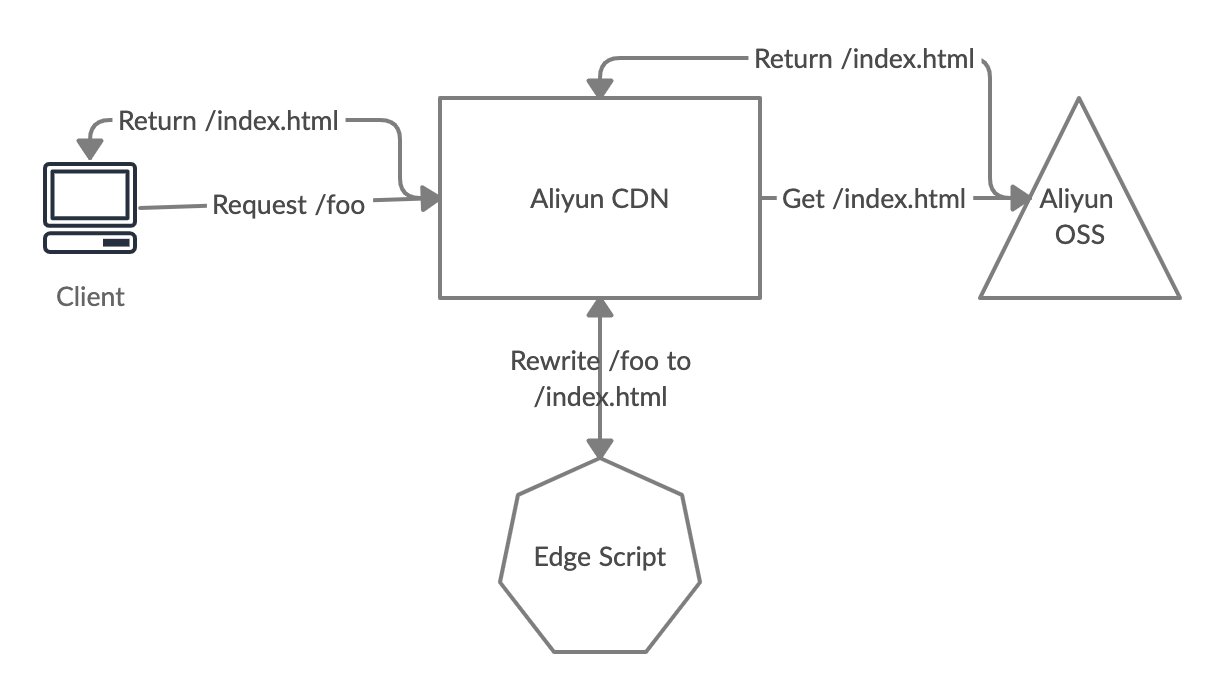 Return /index.html
Return /index.html
Request /foo
Aliyun CDN
Get /index.html
Aliyun
OSS
Client
Rewrite /foo to
/index.html
Edge Script